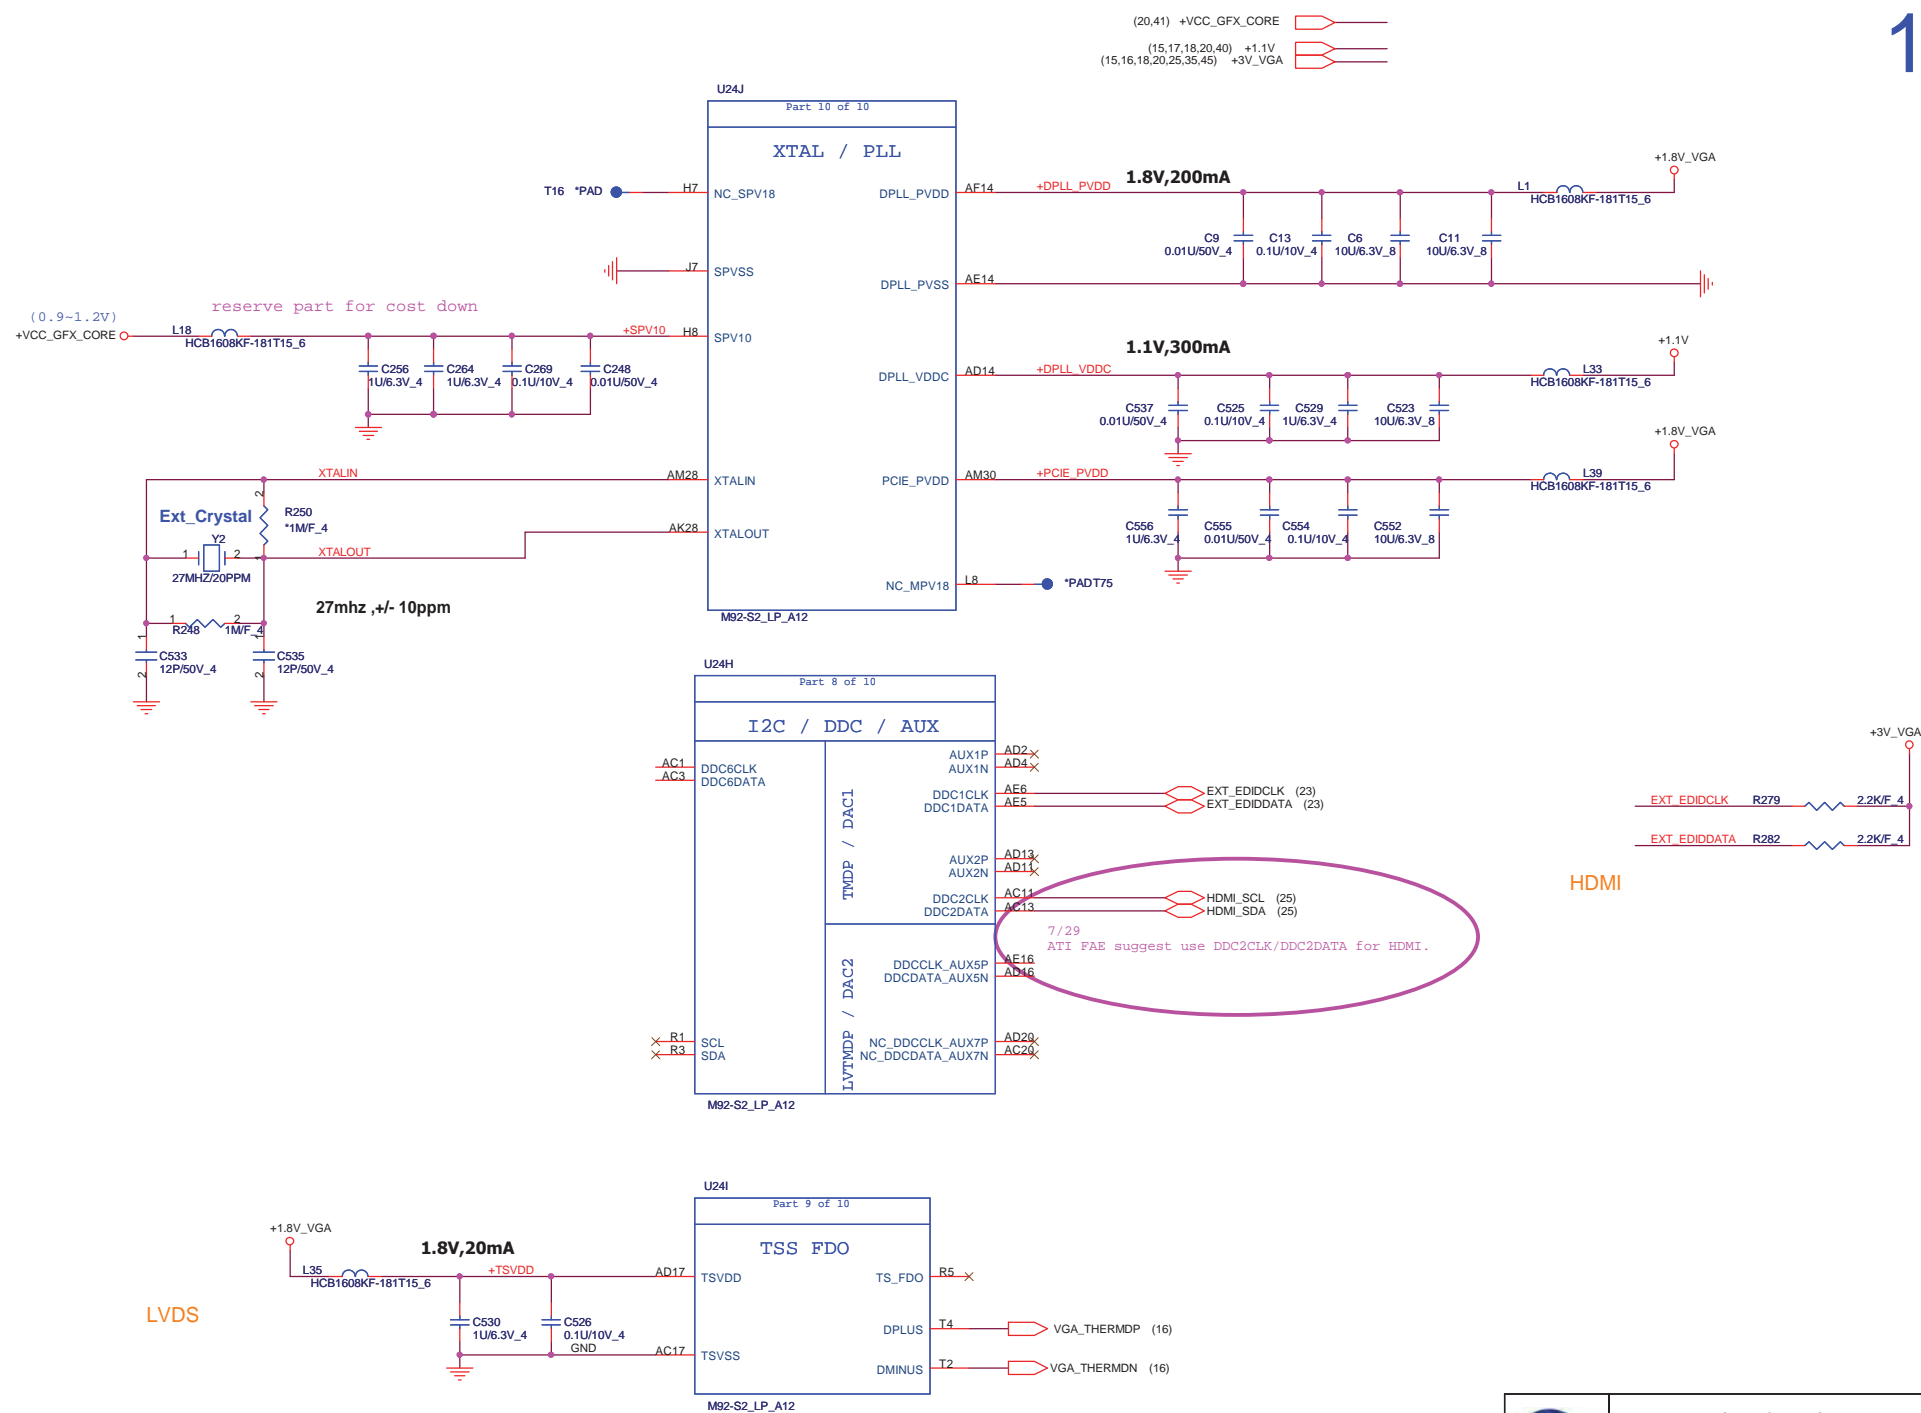 (20,41) +VCC_GFX_CORE
(15,17,18,20,40) +1.1V
(15,16,18,20,25,35,45) +3V_VGA
1
U24J
Part 10 of 10
XTAL / PLL
T16 *PAD
H7
NC_SPV18
J7
SPVSS
reserve part for cost down
(0.9~1.2V)
+VCC_GFX_CORE
L18
HCB1608KF-181T15_6
+SPV10
H8
SPV10
C256
1U/6.3V_4
C264
1U/6.3V_4
C269
0.1U/10V_4
C248
0.01U/50V_4
XTALIN
AM28
XTALIN
Ext_Crystal
2
R250
*1M/F_4
1
Y2
1
2
27MHZ/20PPM
XTALOUT
AK28
XTALOUT
27mhz ,+/- 10ppm
1
R248
2
1M/F_4
1
C533
12P/50V_4
2
1
C535
12P/50V_4
2
DPLL_PVDD
AF14
+DPLL_PVDD
1.8V,200mA
L1
HCB1608KF-181T15_6
+1.8V_VGA
C9
0.01U/50V_4
C13
0.1U/10V_4
C6
10U/6.3V_8
C11
10U/6.3V_8
DPLL_PVSS
AE14
1.1V,300mA
DPLL_VDDC
AD14
+DPLL_VDDC
+1.1V
L33
HCB1608KF-181T15_6
C537
0.01U/50V_4
C525
0.1U/10V_4
C529
1U/6.3V_4
C523
10U/6.3V_8
+1.8V_VGA
PCIE_PVDD
AM30
+PCIE_PVDD
L39
HCB1608KF-181T15_6
C556
1U/6.3V_4
C555
0.01U/50V_4
C554
0.1U/10V_4
C552
10U/6.3V_8
NC_MPV18
L8
*PADT75
M92-S2_LP_A12
U24H
Part 8 of 10
I2C / DDC / AUX
AC1
DDC6CLK
AC3
DDC6DATA
TMDP / DAC1
AUX1P
AD2
AUX1N
AD4
DDC1CLK
AE6
EXT_EDIDCLK (23)
DDC1DATA
AE5
EXT_EDIDDATA (23)
AUX2P
AD13
AUX2N
AD11
DDC2CLK
AC11
HDMI_SCL (25)
DDC2DATA
AC13
HDMI_SDA (25)
7/29
ATI FAE suggest use DDC2CLK/DDC2DATA for HDMI.
LVTMDP / DAC2
DDCCLK_AUX5P
AE16
DDCDATA_AUX5N
AD16
R1
SCL
R3
SDA
NC_DDCCLK_AUX7P
AD20
NC_DDCDATA_AUX7N
AC20
M92-S2_LP_A12
+3V_VGA
EXT_EDIDCLK
R279
2.2K/F_4
EXT_EDIDDATA
R282
2.2K/F_4
HDMI
U24I
Part 9 of 10
TSS FDO
+1.8V_VGA
1.8V,20mA
L35
HCB1608KF-181T15_6
+TSVDD
AD17
TSVDD
LVDS
C530
1U/6.3V_4
C526
0.1U/10V_4
GND
AC17
TSVSS
TS_FDO
R5
DPLUS
T4
VGA_THERMDP (16)
DMINUS
T2
VGA_THERMDN (16)
M92-S2_LP_A12